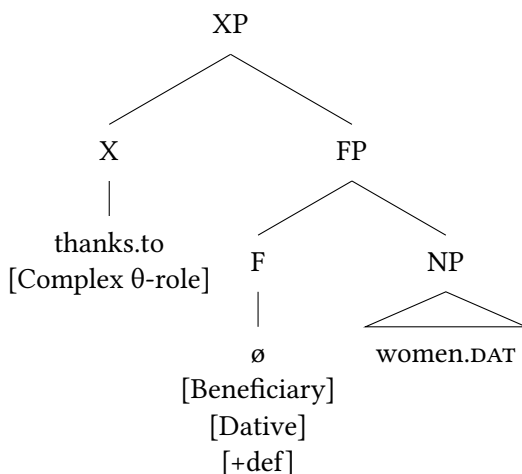 XP
X FP
thanks.to
[Complex θ-role]
F NP
ø
[Beneficiary]
[Dative]
[+def]
women.DAT